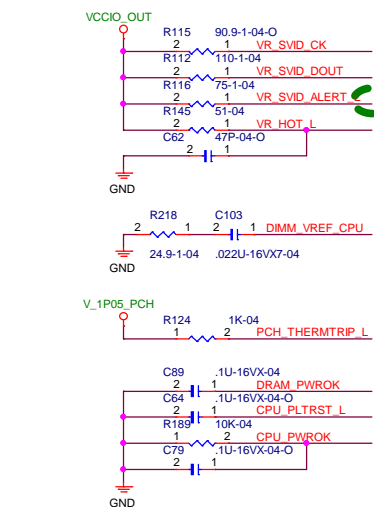 VCCIO_OUT
R115 90.9-1-04-O
2 1 VR_SVID_CK
R112 110-1-04
2 1 VR_SVID_DOUT
R116 75-1-04
2 1 VR_SVID_ALERT_L
R145 51-04
2 1 VR_HOT_L
C62 47P-04-O
2 1
GND
R218 C103
2 1 2 1 DIMM_VREF_CPU
24.9-1-04 .022U-16VX7-04
GND
V_1P05_PCH
R124 1K-04
1 2 PCH_THERMTRIP_L
C89 .1U-16VX-04
2 1 DRAM_PWROK
C64 .1U-16VX-04-O
2 1 CPU_PLTRST_L
R189 10K-04
1 2 CPU_PWROK
C79 .1U-16VX-04-O
2 1
GND